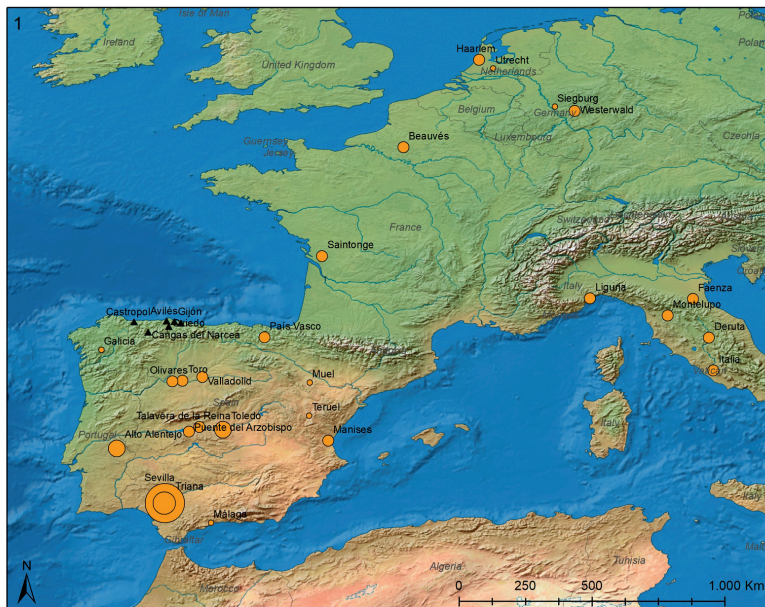 1
Isle of Man
Ireland
United Kingdom
Haarlem
Utrecht
Netherlands
Siegburg
Germany
Westerwald
Belgium
Luxembourg
Czechia
Guernsey
Jersey
Beauvés
France
Saintonge
Switzerland
Italy
Liguria
Faenza
Montelupo
Deruta
Italia
Castropol
Avilés
Gijón
Cangas del Narcea
Galicia
País Vasco
Olivares
Toro
Valladolid
Muel
Spain
Teruel
Talavera de la Reina
Toledo
Puente del Arzobispo
Portugal
Alto Alentejo
Manises
Italy
Sevilla
Triana
Málaga
Gibraltar
Italy
Morocco
Algeria
Tunisia
N
0
250
500
1.000 Km